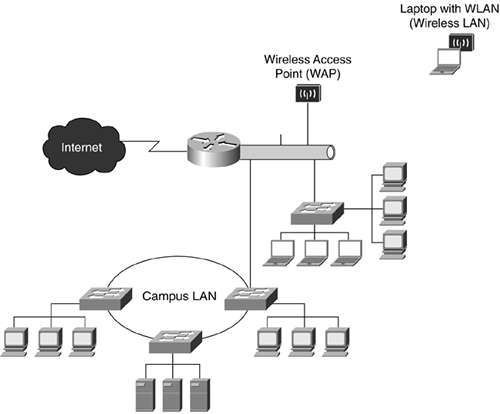 Laptop with WLAN
(Wireless LAN)
Wireless Access
Point (WAP)
Internet
Campus LAN